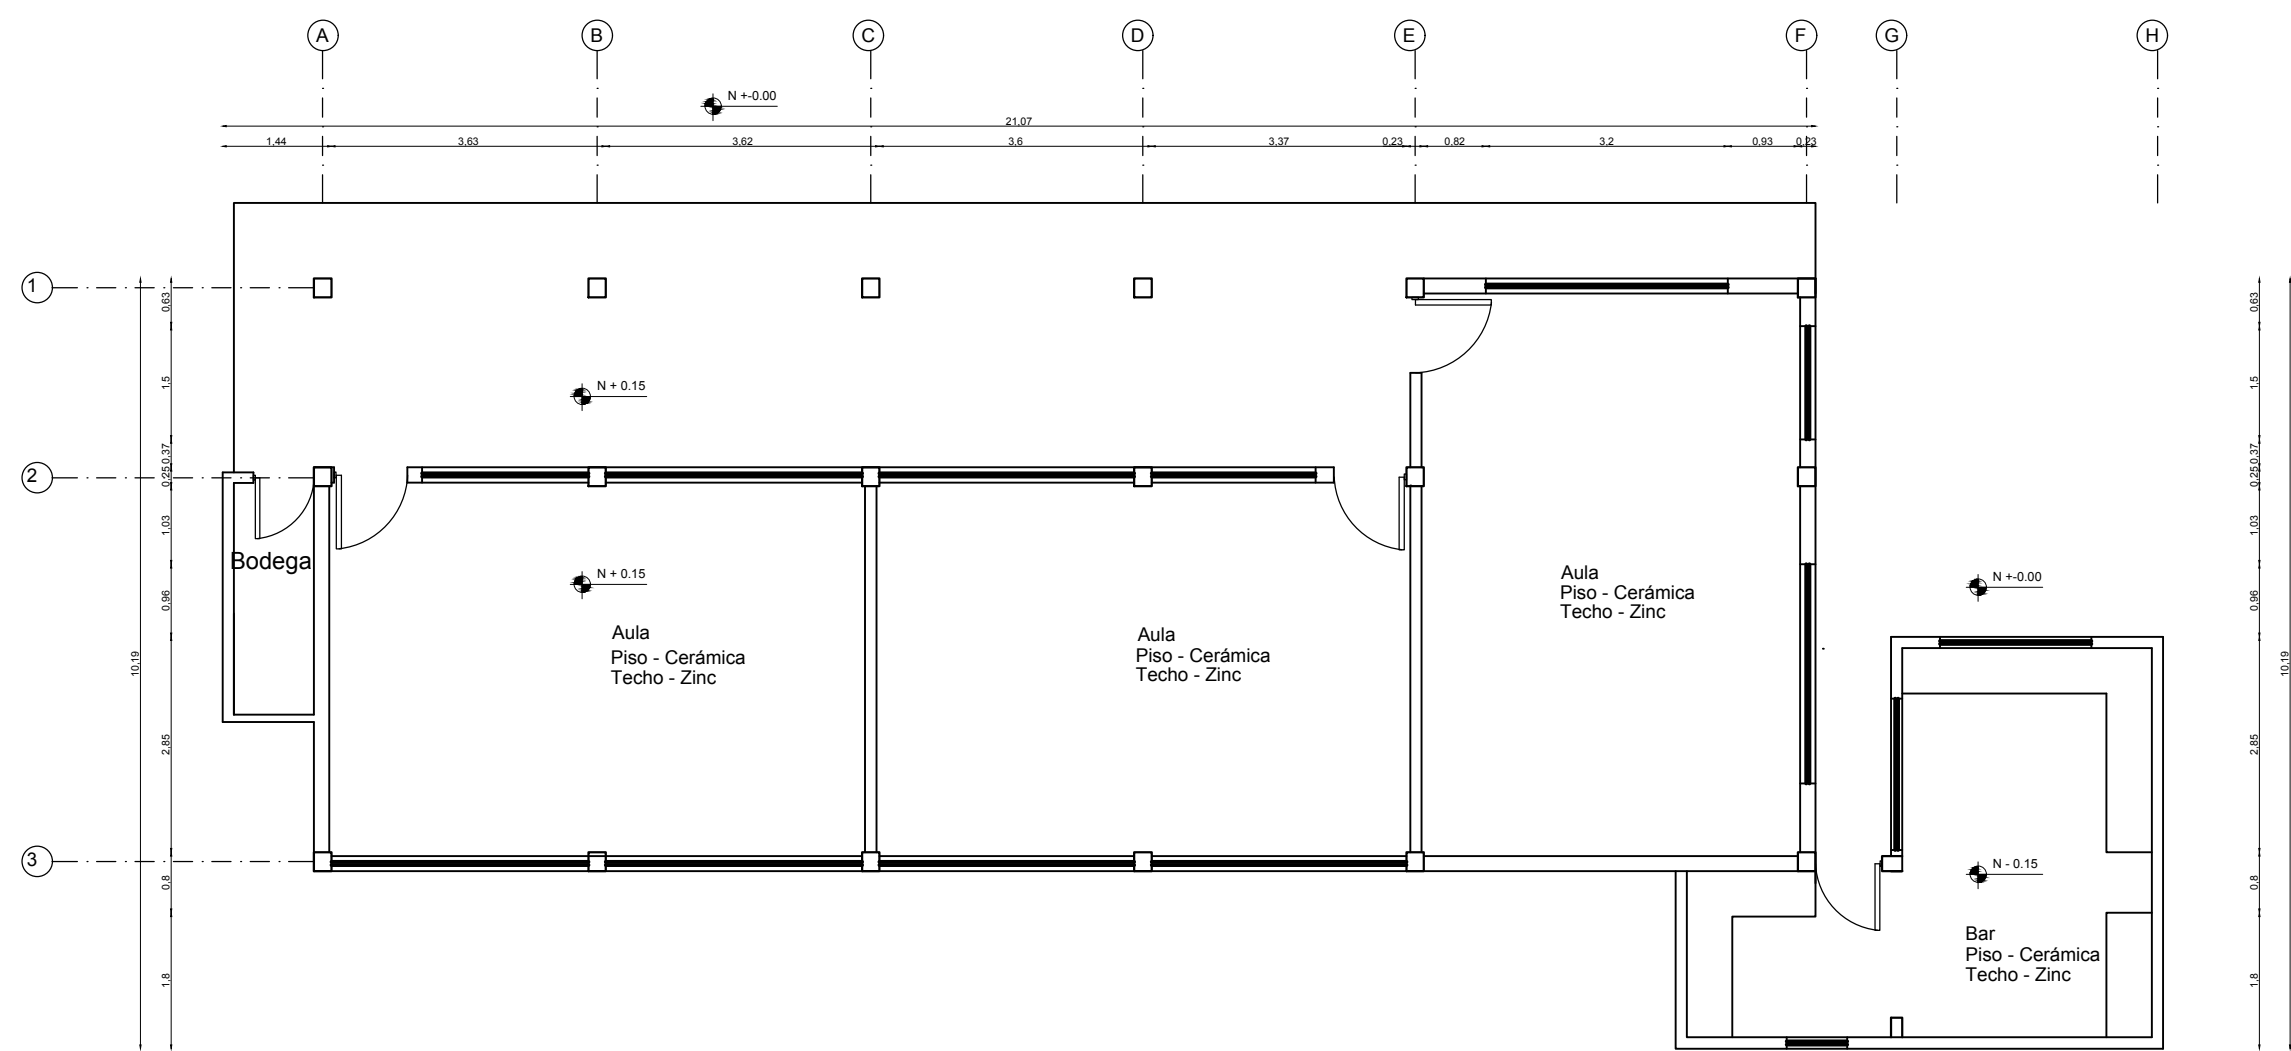 A B C D E F G H
N +-0.00
21,07
1,44 3,63 3,62 3,6 3,37 0,23 0,82 3,2 0,93 0,23
1
0,63 0,63
N + 0.15
1,5 1,5
0,37 0,37
2
0,25 0,25
1,03 1,03
Bodega
N + 0.15
Aula
Piso - Cerámica
Techo - Zinc
N +-0.00
0,96 0,96
Aula
Piso - Cerámica
Techo - Zinc
Aula
Piso - Cerámica
Techo - Zinc
10,19 10,19
2,85 2,85
3
N - 0.15
0,8 0,8
Bar
Piso - Cerámica
Techo - Zinc
1,8 1,8